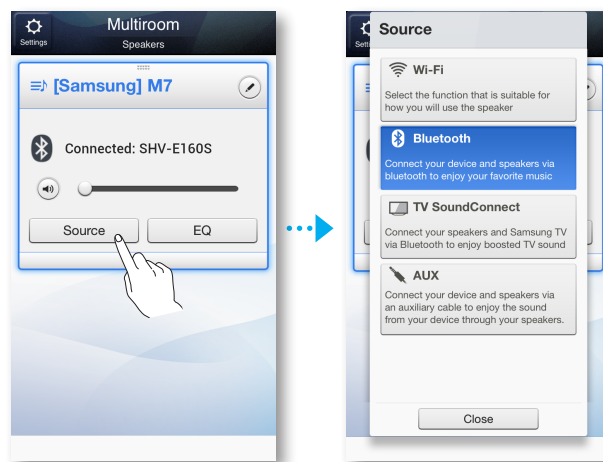 Multiroom
Settings
Speakers
[Samsung] M7
Connected: SHV-E160S
Source
EQ
Source
Wi-Fi
Select the function that is suitable for
how you will use the speaker
Bluetooth
Connect your device and speakers via
bluetooth to enjoy your favorite music
TV SoundConnect
Connect your speakers and Samsung TV
via Bluetooth to enjoy boosted TV sound
AUX
Connect your device and speakers via
an auxiliary cable to enjoy the sound
from your device through your speakers.
Close